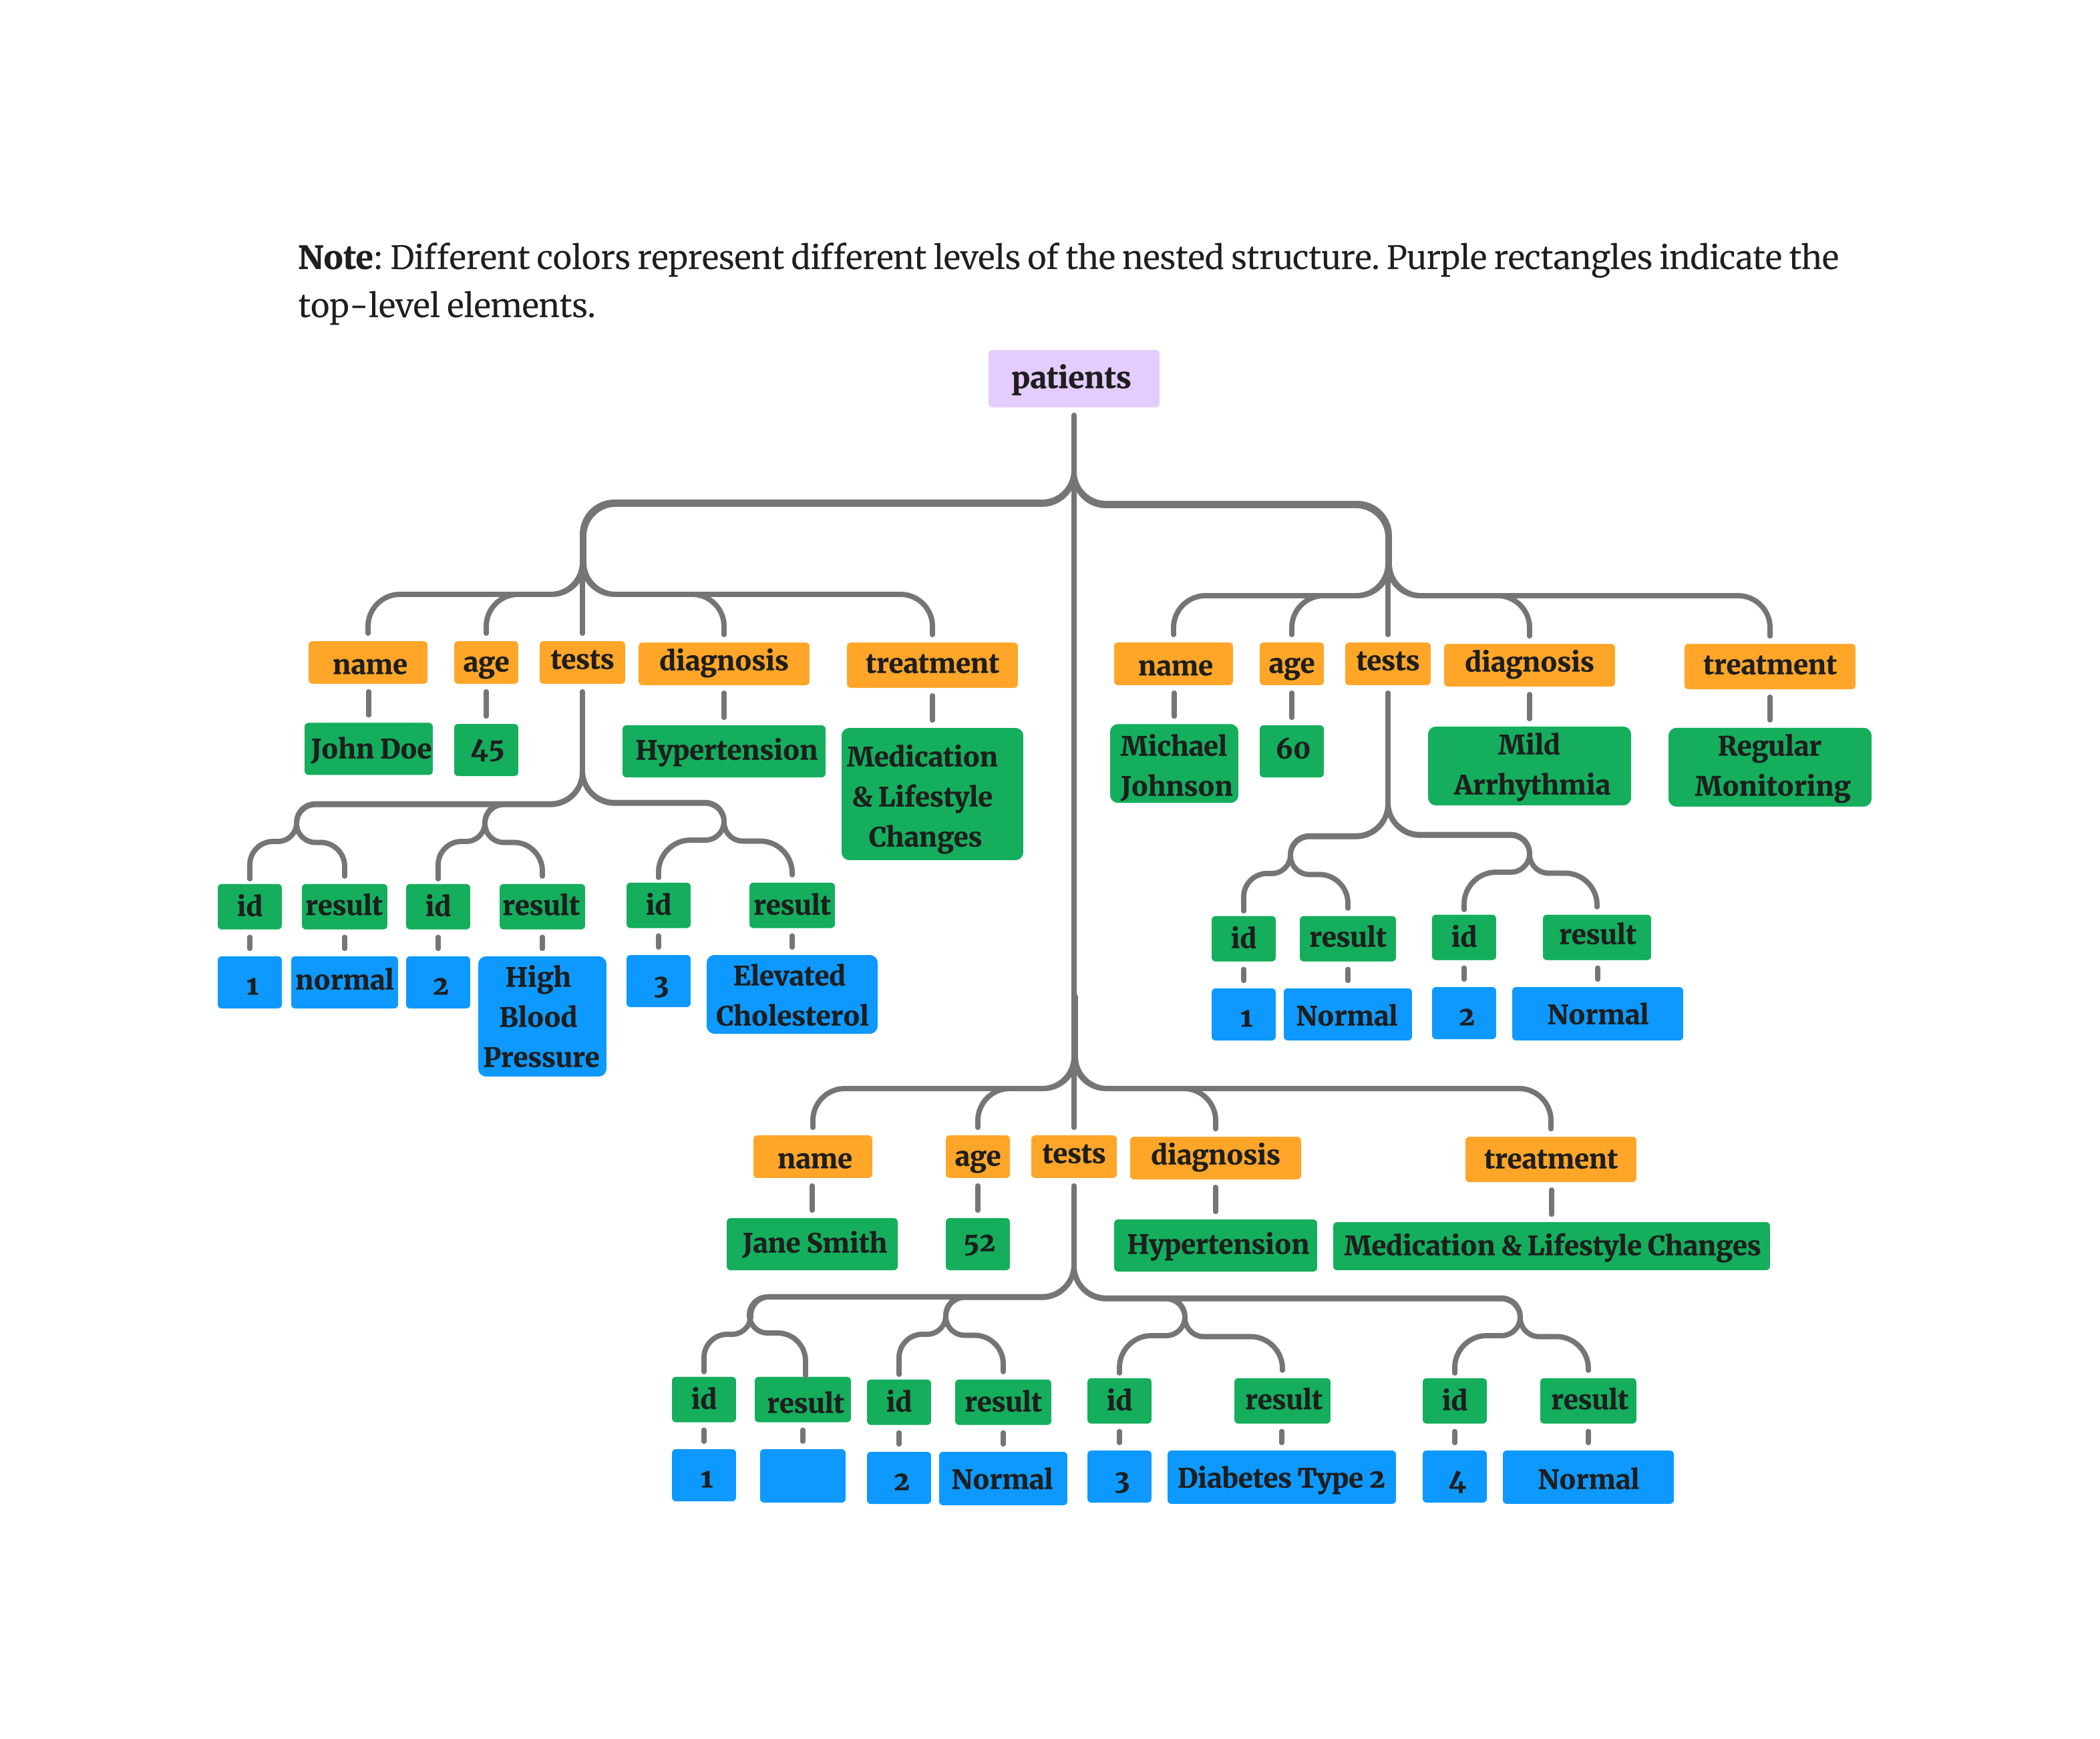 Note: Different colors represent different levels of the nested structure. Purple rectangles indicate the
top-level elements.
patients
name
age
tests
diagnosis
treatment
John Doe
45
Hypertension
Medication
& Lifestyle
Changes
id
result
id
result
id
result
1
normal
2
High
Blood
Pressure
3
Elevated
Cholesterol
name
age
tests
diagnosis
treatment
Michael
Johnson
60
Mild
Arrhythmia
Regular
Monitoring
id
result
id
result
1
Normal
2
Normal
name
age
tests
diagnosis
treatment
Jane Smith
52
Hypertension
Medication & Lifestyle Changes
id
result
id
result
id
result
id
result
1
2
Normal
3
Diabetes Type 2
4
Normal